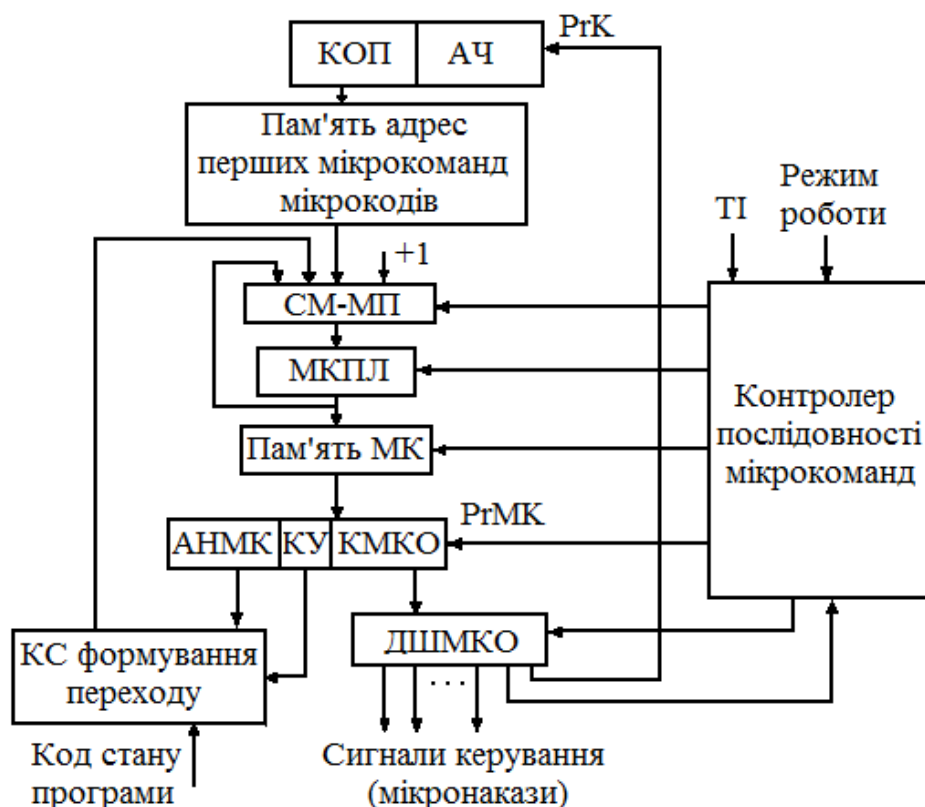 PrK
КОП АЧ
Пам'ять адрес
перших мікрокоманд
мікрокодів
ТІ
Режим
роботи
+1
СМ-МП
МКПЛ
Пам'ять МК
Контролер
послідовності
мікрокоманд
PrMK
АНМК КУ КМКО
КС формування
переходу
ДШМКО
...
Код стану
програми
Сигнали керування
(мікронакази)